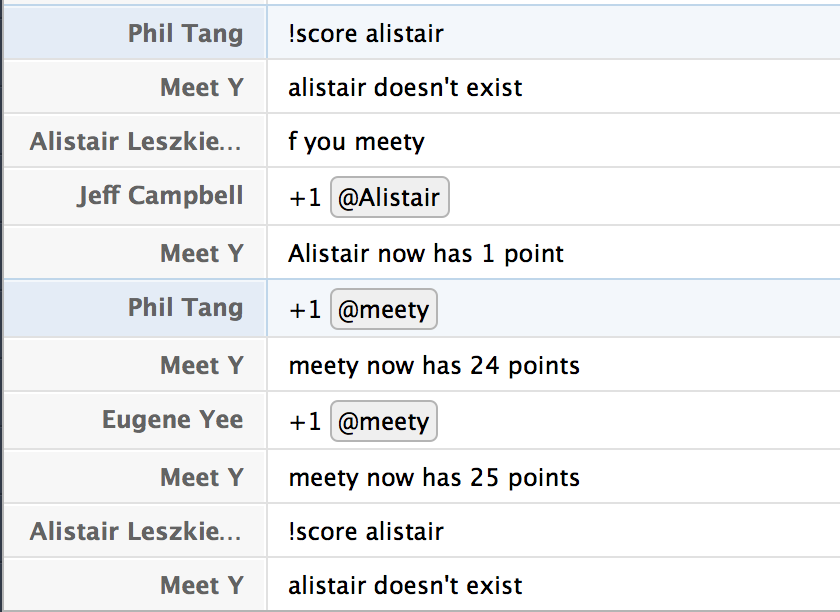 Phil Tang !score alistair
Meet Y alistair doesn't exist
Alistair Leszkie... f you meety
Jeff Campbell +1 @Alistair
Meet Y Alistair now has 1 point
Phil Tang +1 @meety
Meet Y meety now has 24 points
Eugene Yee +1 @meety
Meet Y meety now has 25 points
Alistair Leszkie... !score alistair
Meet Y alistair doesn't exist